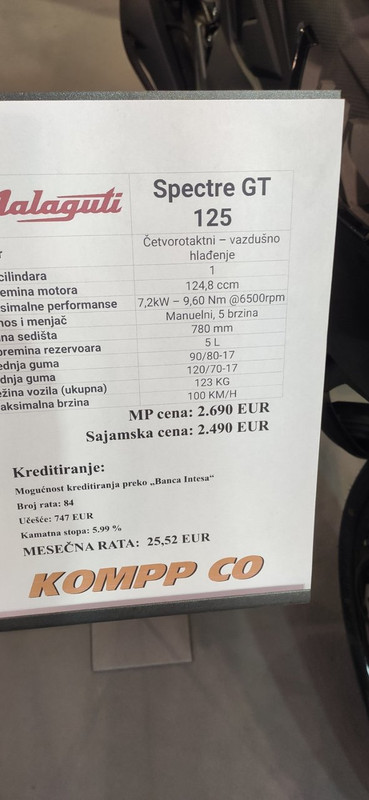 Malaguti
Spectre GT
125
Četvorotaktni – vazdušno
hlađenje
cilindara 1
remina motora 124,8 ccm
simalne performanse 7,2kW – 9,60 Nm @6500rpm
nos i menjač Manuelni, 5 brzina
na sedišta 780 mm
premina rezervoara 5 L
ednja guma 90/80-17
dnja guma 120/70-17
ežina vozila (ukupna) 123 KG
aksimalna brzina 100 KM/H
MP cena: 2.690 EUR
Sajamska cena: 2.490 EUR
Kreditiranje:
Mogućnost kreditiranja preko „Banca Intesa“
Broj rata: 84
Učešće: 747 EUR
Kamatna stopa: 5.99 %
MESEČNA RATA: 25,52 EUR
KOMPP CO